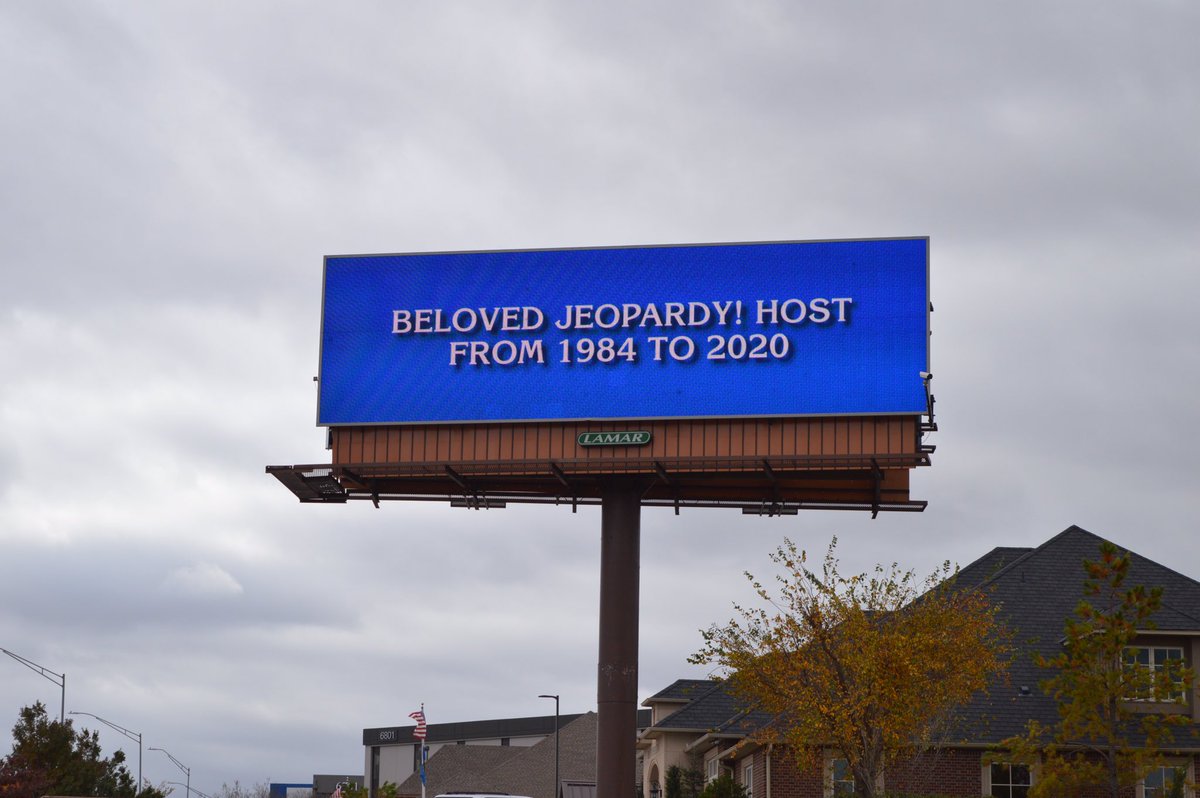 BELOVED JEOPARDY! HOST
FROM 1984 TO 2020
LAMAR
6801